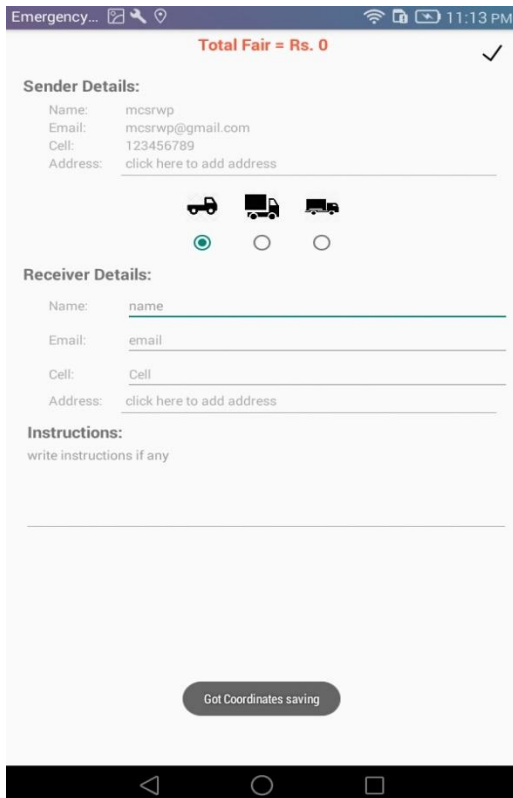 Emergency... 11:13 PM
Total Fair = Rs. 0
Sender Details:
Name: mcsrwp
Email: mcsrwp@gmail.com
Cell: 123456789
Address: click here to add address
Receiver Details:
Name: name
Email: email
Cell: Cell
Address: click here to add address
Instructions:
write instructions if any
Got Coordinates saving